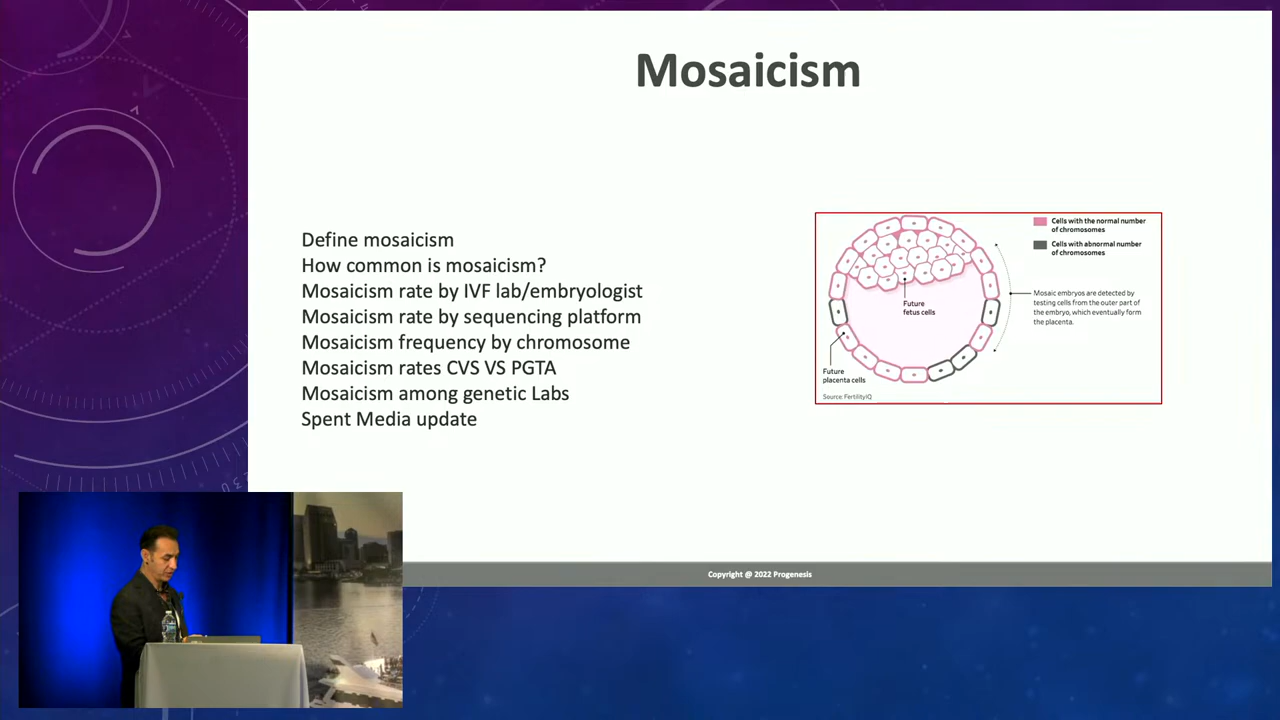 Mosaicism
Define mosaicism
How common is mosaicism?
Mosaicism rate by IVF lab/embryologist
Mosaicism rate by sequencing platform
Mosaicism frequency by chromosome
Mosaicism rates CVS VS PGTA
Mosaicism among genetic Labs
Spent Media update
Cells with the normal number
of chromosomes
Cells with abnormal number
of chromosomes
Mosaic embryos are detected by
testing cells from the outer part of
the embryo, which eventually form
the placenta.
Future
fetus cells
Future
placenta cells
Source: FertilityIQ
Copyright @ 2022 Progenesis